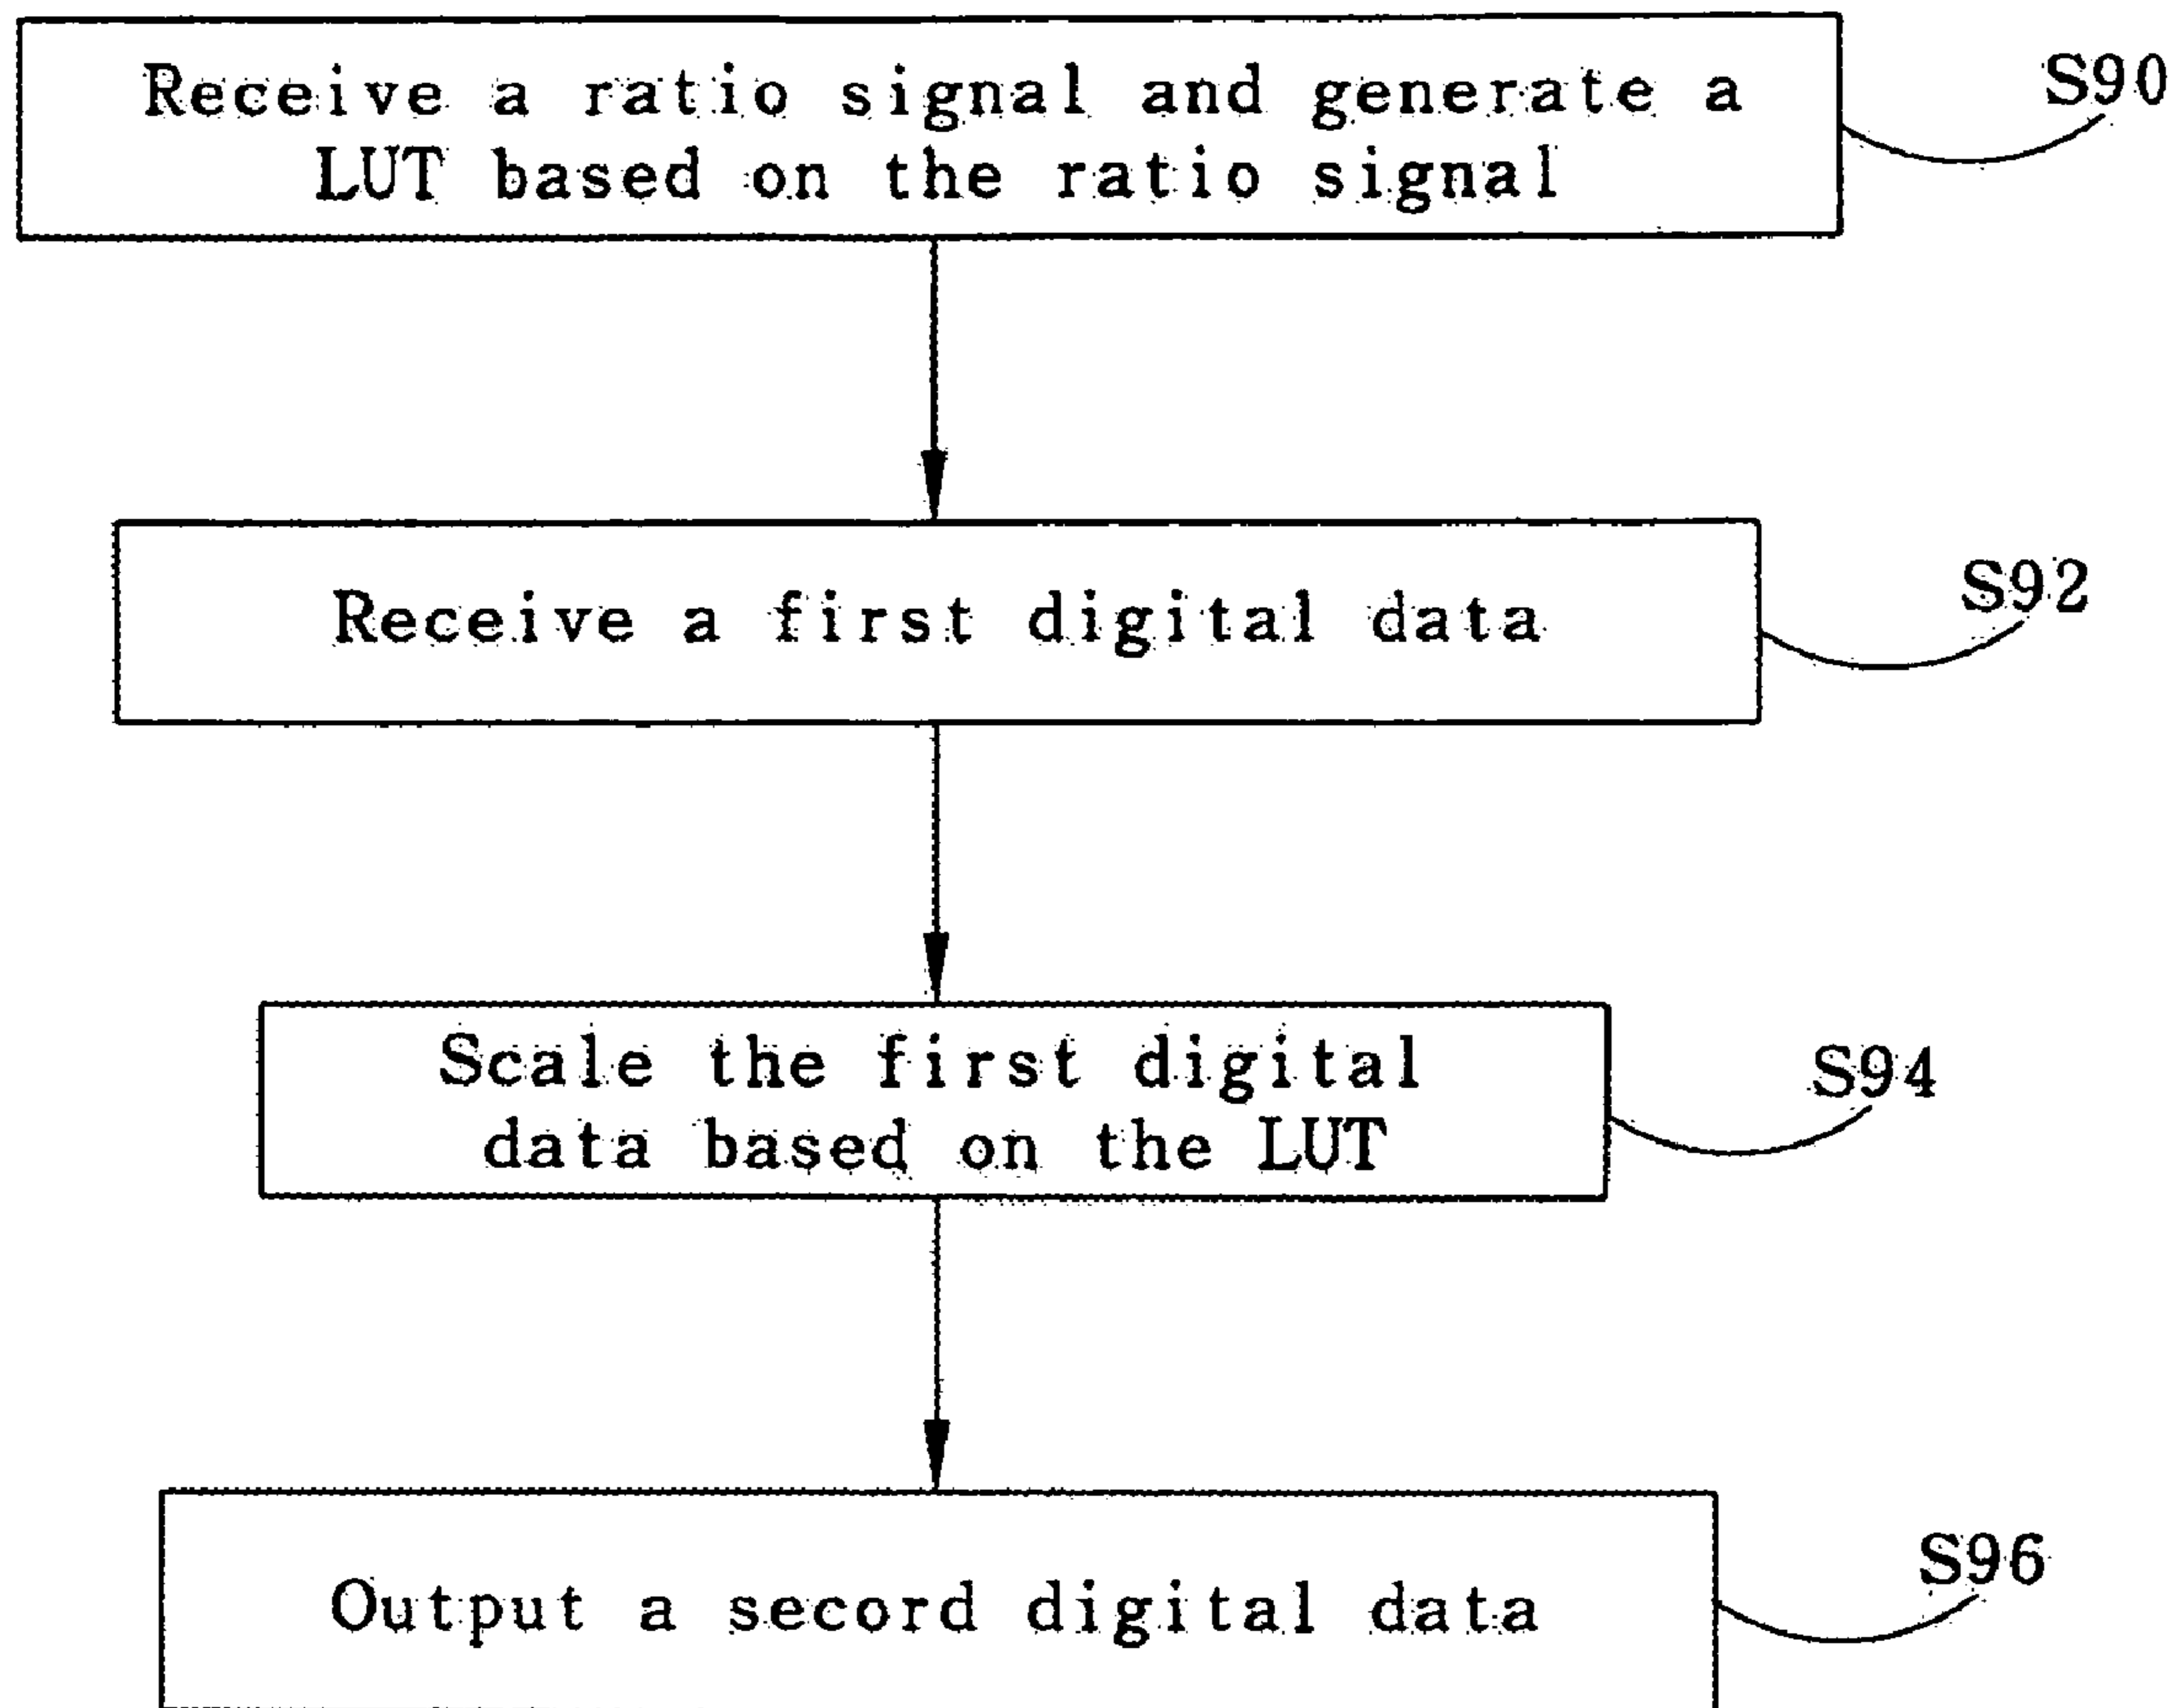 Receive a ratio signal and generate a
LUT based on the ratio signal
S90
Receive a first digital data
S92
Scale the first digital
data based on the LUT
S94
Output a secord digital data
S96